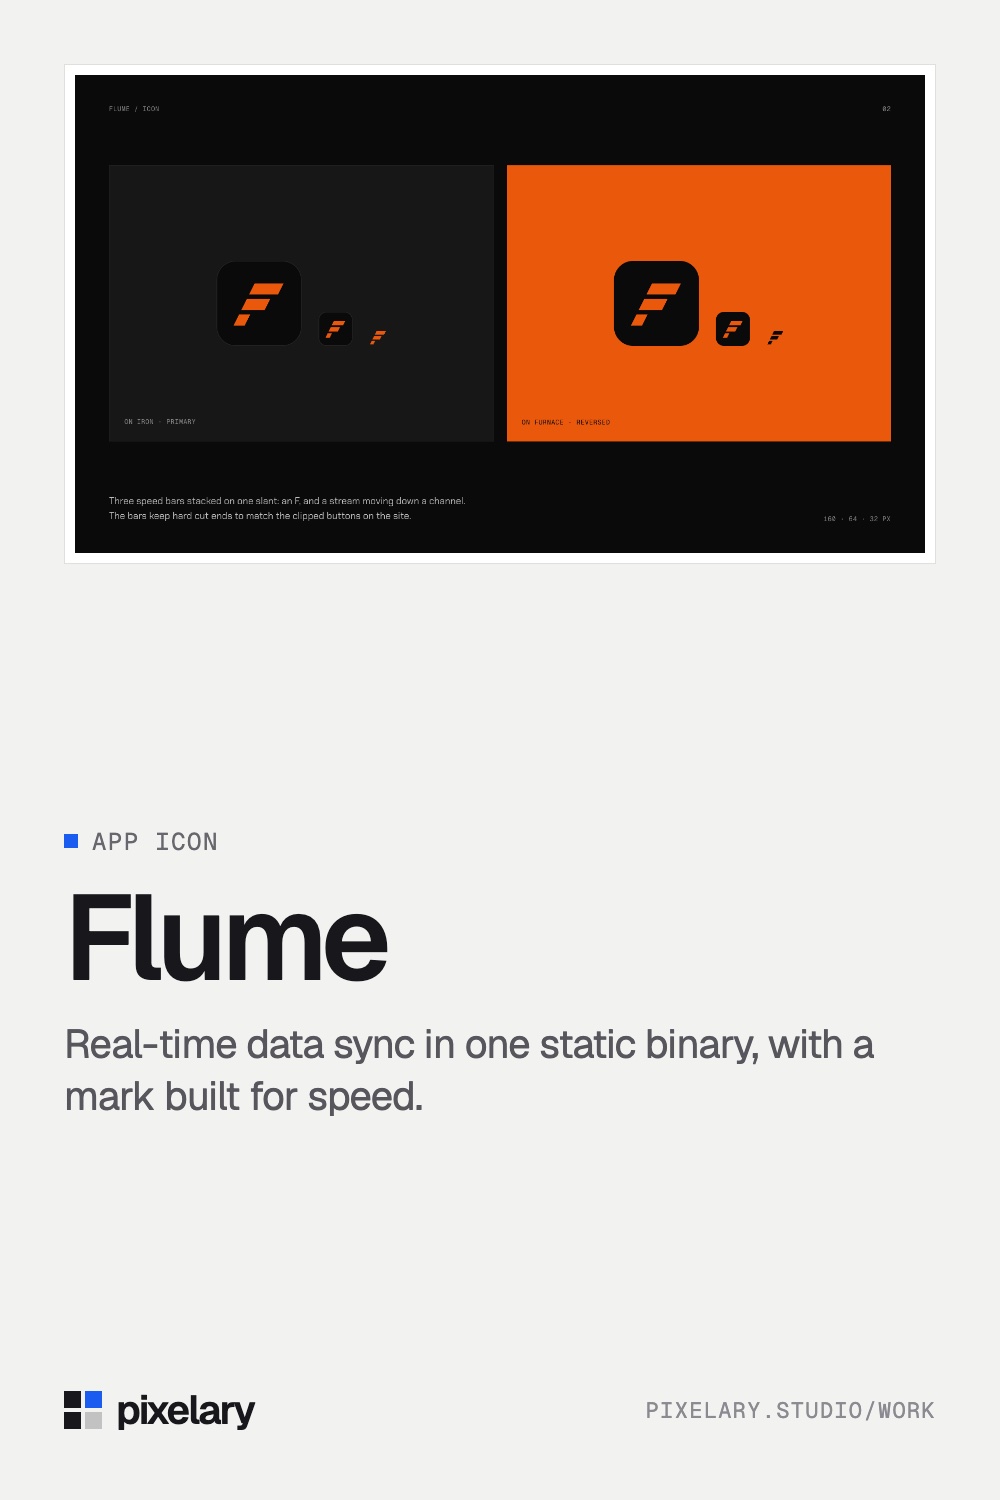 FLUME / ICON
02
ON IRON · PRIMARY
ON FURNACE · REVERSED
Three speed bars stacked on one slant: an F, and a stream moving down a channel.
The bars keep hard cut ends to match the clipped buttons on the site.
160 · 64 · 32 PX
APP ICON
Flume
Real-time data sync in one static binary, with a
mark built for speed.
pixelary
PIXELARY.STUDIO/WORK